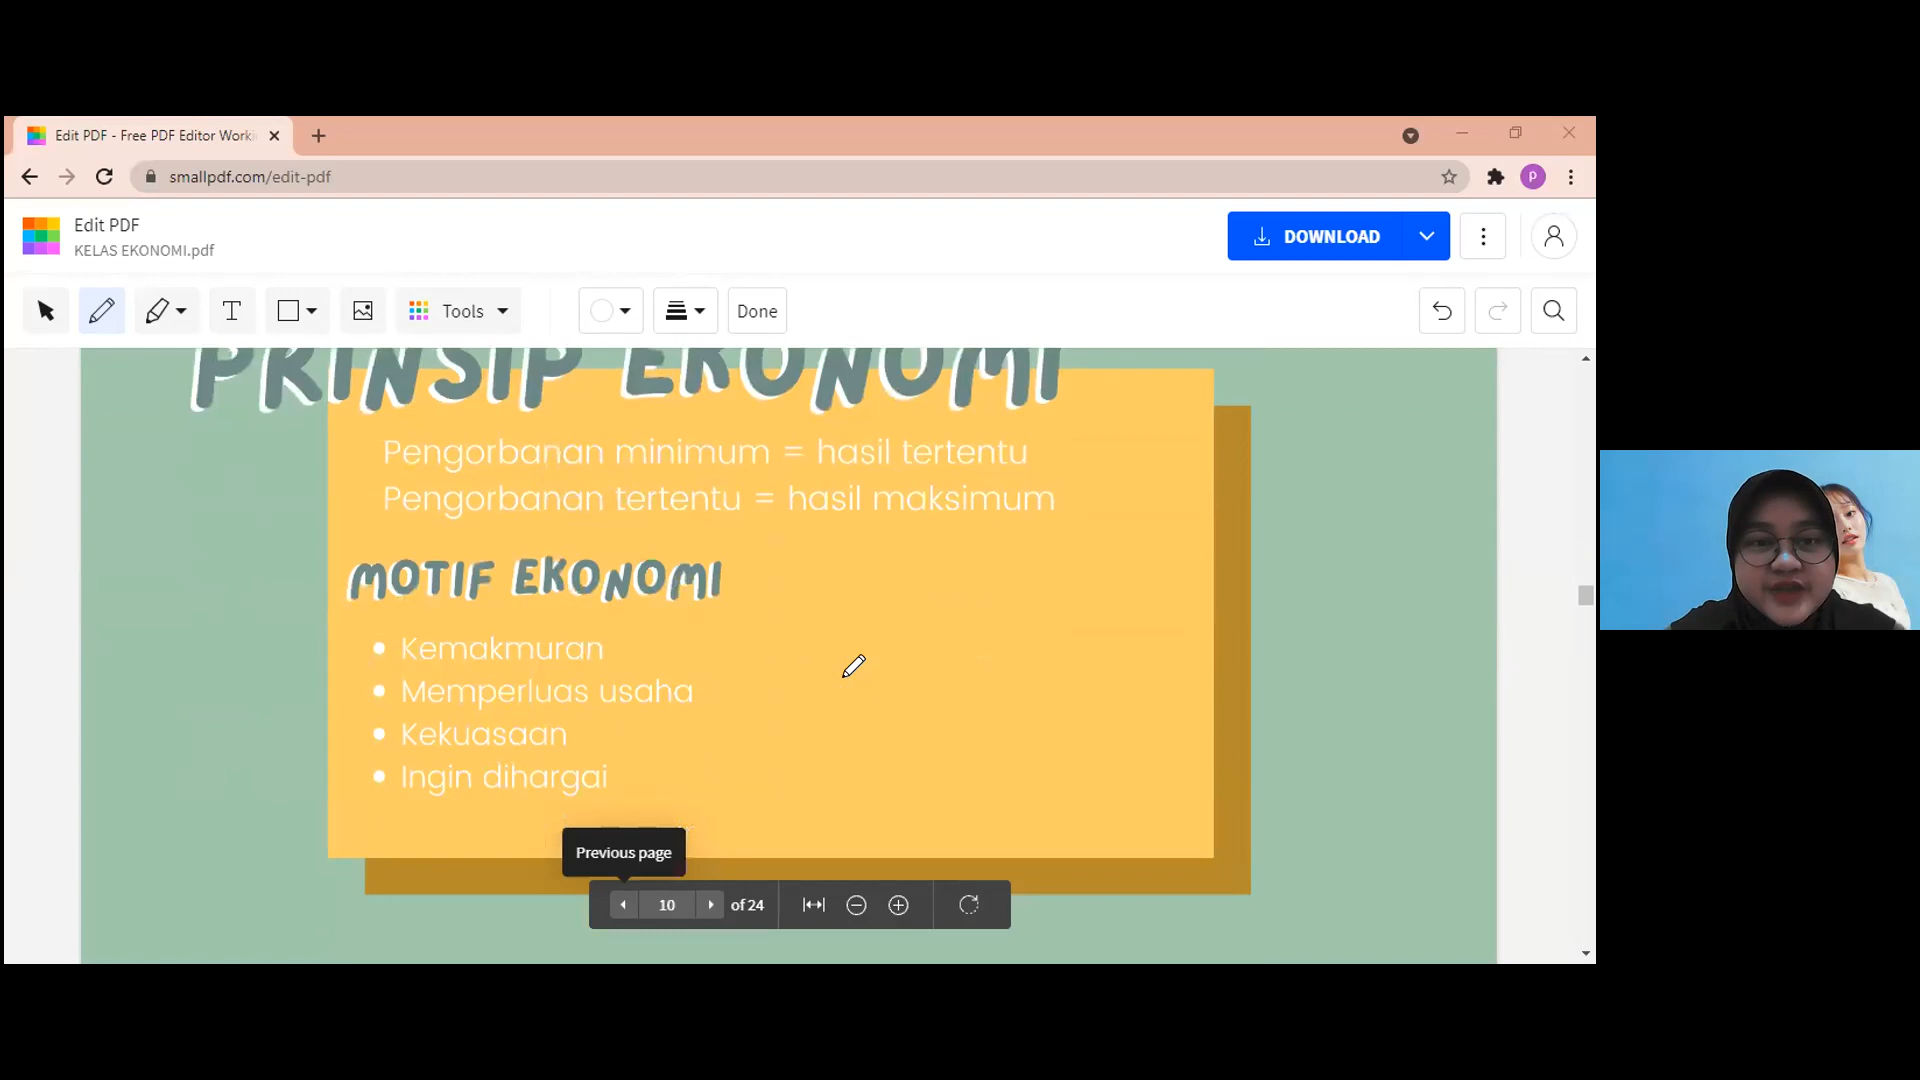 Edit PDF - Free PDF Editor Worki
smallpdf.com/edit-pdf
P
Edit PDF
KELAS EKONOMI.pdf
DOWNLOAD
T
Tools
Done
PRINSIP EKONOMI
Pengorbanan minimum = hasil tertentu
Pengorbanan tertentu = hasil maksimum
MOTIF EKONOMI
• Kemakmuran
• Memperluas usaha
• Kekuasaan
• Ingin dihargai
Previous page
10 of 24